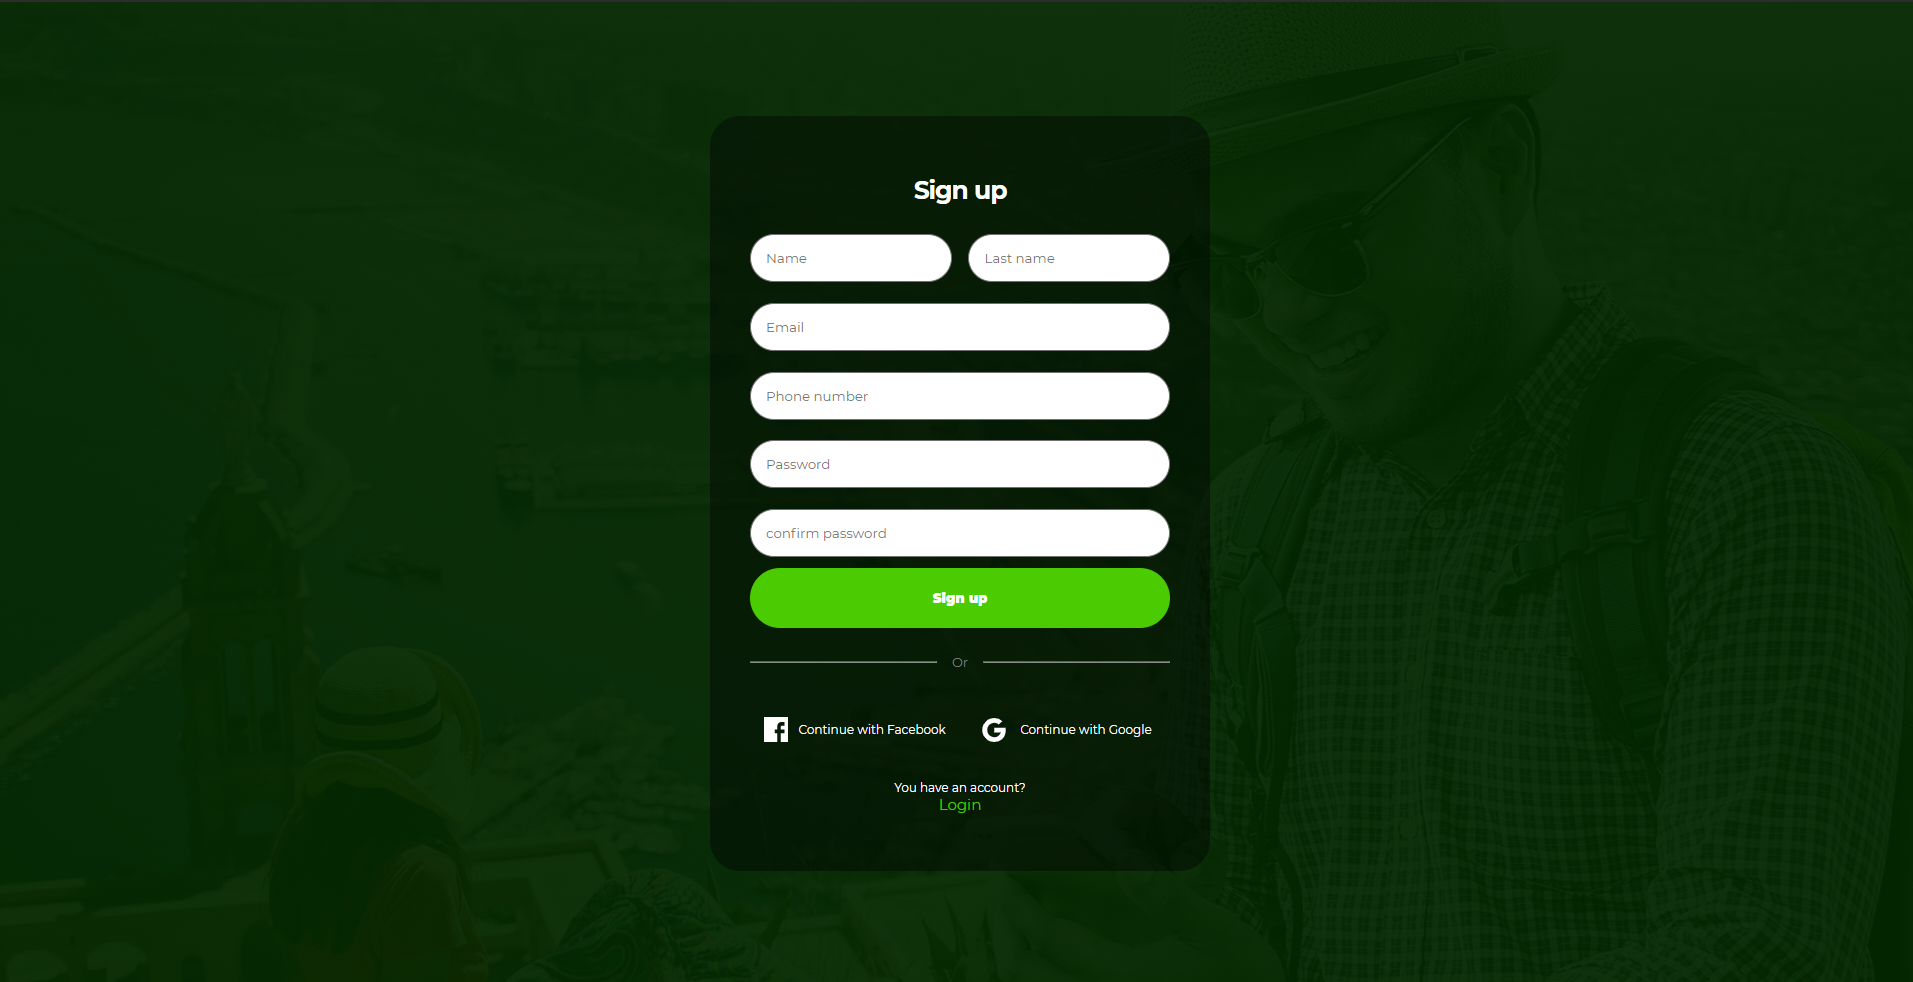 Sign up
Name Last name
Email
Phone number
Password
confirm password
Sign up
Or
Continue with Facebook Continue with Google
You have an account?
Login